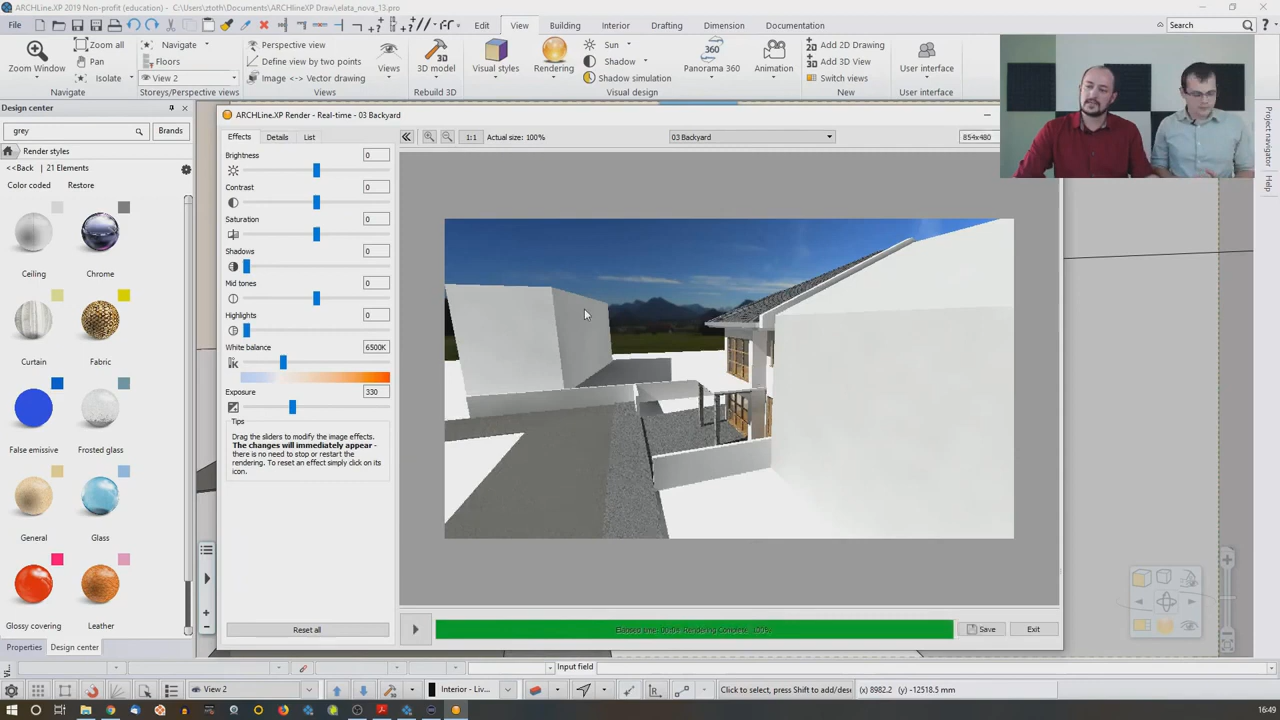 ARCHLine.XP 2019 Non-profit (education) - C:\Users\ztoth\Documents\ARCHlineXP Draw\elata_nova_13.pro
File Edit View Building Interior Drafting Dimension Documentation Search
Zoom Window
Zoom all
Pan
Isolate
Navigate
Navigate
Floors
View 2
Storeys/Perspective views
Perspective view
Define view by two points
Image <-> Vector drawing
Views
Views
3D model
Rebuild 3D
Visual styles
Rendering
Sun
Shadow
Shadow simulation
Visual design
Panorama 360
Animation
Add 2D Drawing
Add 3D View
Switch views
New
User interface
User interface
Design center
grey
Brands
Render styles
<<Back | 21 Elements
Color coded Restore
Ceiling Chrome
Curtain Fabric
False emissive Frosted glass
General Glass
Glossy covering Leather
Properties Design center
ARCHLine.XP Render - Real-time - 03 Backyard
Effects Details List
1:1 Actual size: 100% 03 Backyard 854x480
Brightness 0
Contrast 0
Saturation 0
Shadows 0
Mid tones 0
Highlights 0
White balance 6500K
Exposure 330
Tips
Drag the sliders to modify the image effects.
The changes will immediately appear -
there is no need to stop or restart the
rendering. To reset an effect simply click on its
icon.
Reset all
Save Exit
Project navigator
Help
Input field
View 2
Interior - Liv...
Click to select, press Shift to add/dese
x: 8982.2 y: -12518.5 mm
16:49